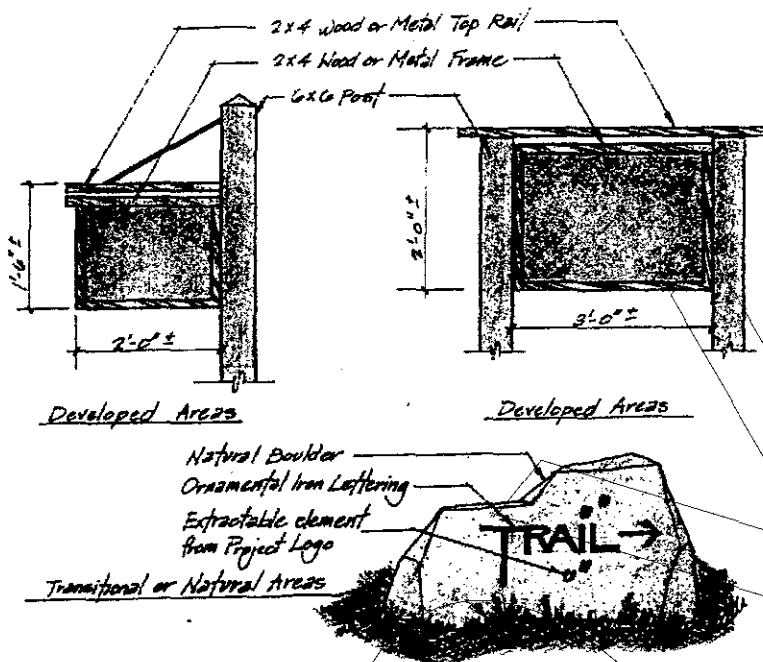 2x4 Wood or Metal Top Rail
2x4 Wood or Metal Frame
6x6 Post
1'-6" ±
2'-0" ±
2'-0" ±
3'-0" ±
Developed Areas
Developed Areas
Natural Boulder
Ornamental Iron Lettering
Extractable element
from Project Logo
Transitional or Natural Areas
TRAIL →